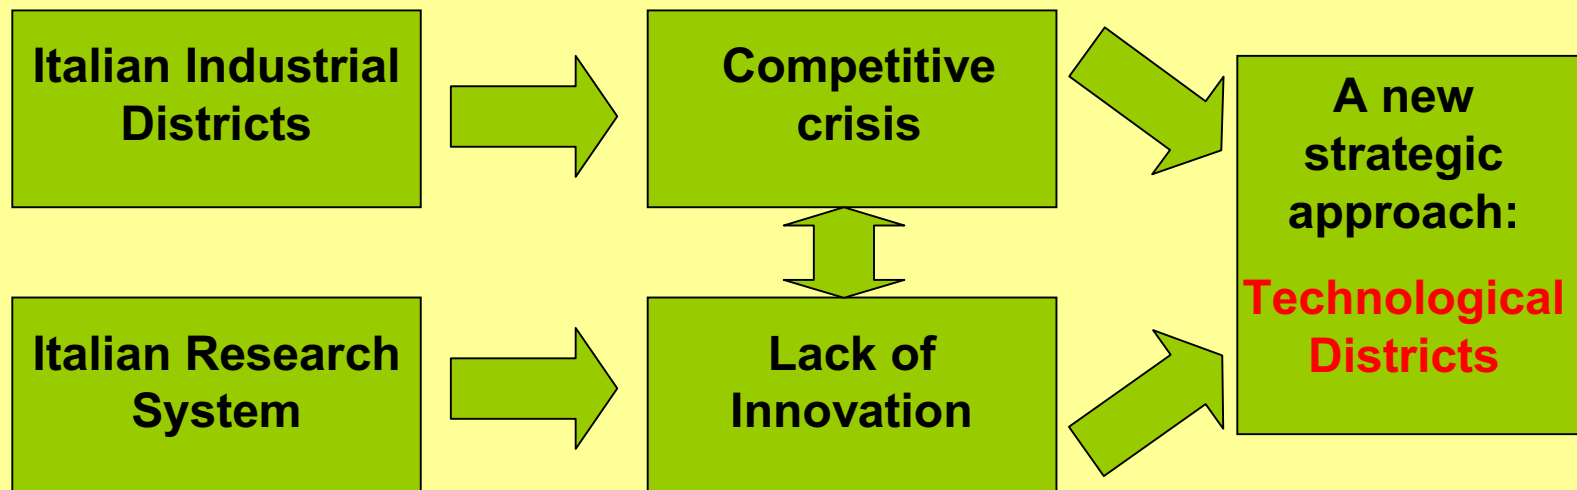 Italian Industrial
Districts
Competitive
crisis
A new
strategic
approach:
Technological
Districts
Italian Research
System
Lack of
Innovation